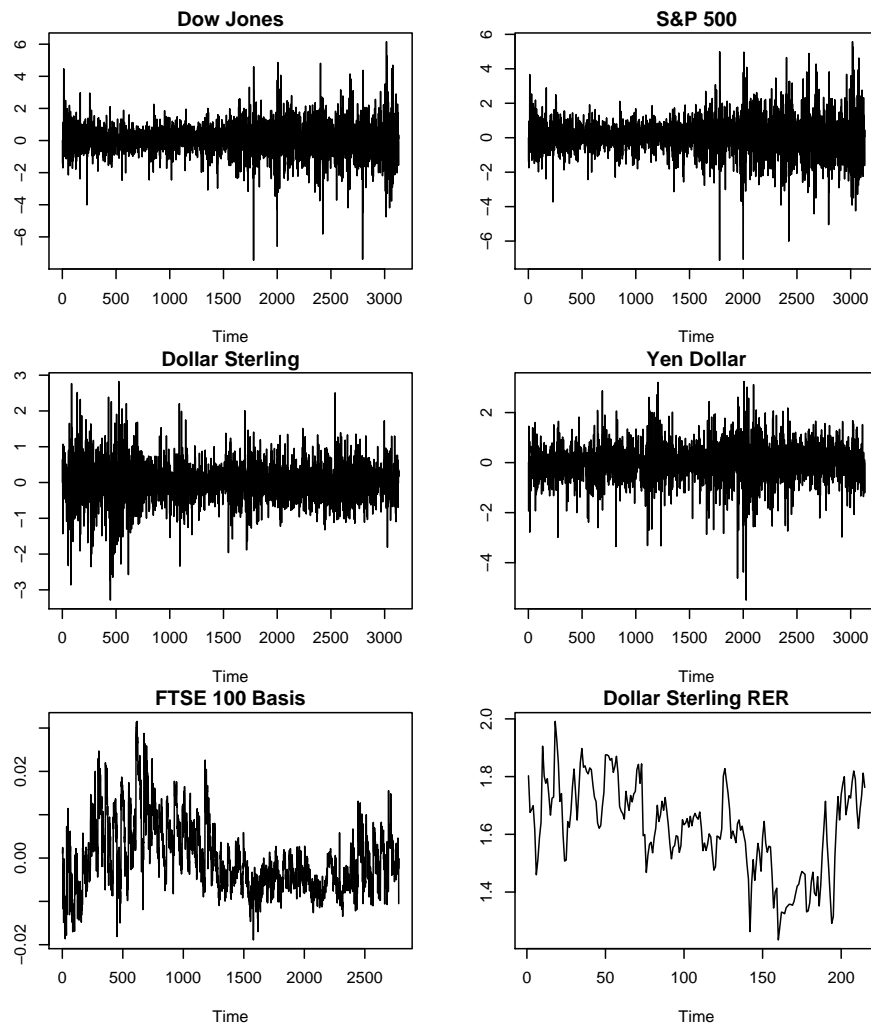 Dow Jones
6
4
2
0
−2
−4
−6
0 500 1000 1500 2000 2500 3000
Time
S&P 500
6
4
2
0
−2
−4
−6
0 500 1000 1500 2000 2500 3000
Time
Dollar Sterling
3
2
1
0
−1
−2
−3
0 500 1000 1500 2000 2500 3000
Time
Yen Dollar
2
0
−2
−4
0 500 1000 1500 2000 2500 3000
Time
FTSE 100 Basis
0.02
0.00
−0.02
0 500 1000 1500 2000 2500
Time
Dollar Sterling RER
2.0
1.8
1.6
1.4
0 50 100 150 200
Time